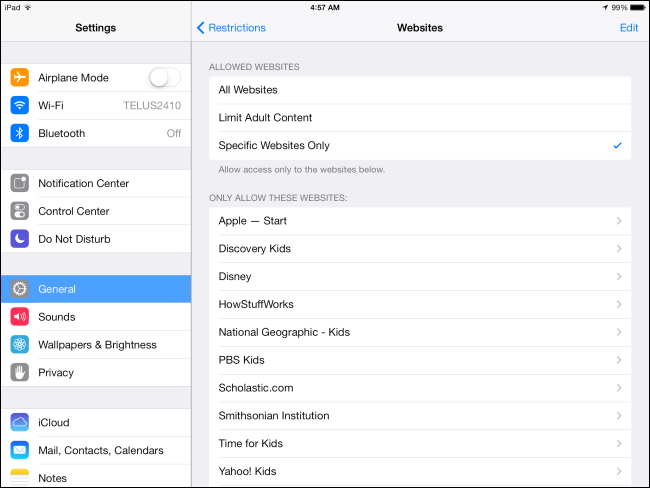 iPad 4:57 AM 99%
Settings
Restrictions Websites Edit
Airplane Mode
Wi-Fi TELUS2410
Bluetooth Off
Notification Center
Control Center
Do Not Disturb
General
Sounds
Wallpapers & Brightness
Privacy
iCloud
Mail, Contacts, Calendars
Notes
ALLOWED WEBSITES
All Websites
Limit Adult Content
Specific Websites Only
Allow access only to the websites below.
ONLY ALLOW THESE WEBSITES:
Apple — Start
Discovery Kids
Disney
HowStuffWorks
National Geographic - Kids
PBS Kids
Scholastic.com
Smithsonian Institution
Time for Kids
Yahoo! Kids